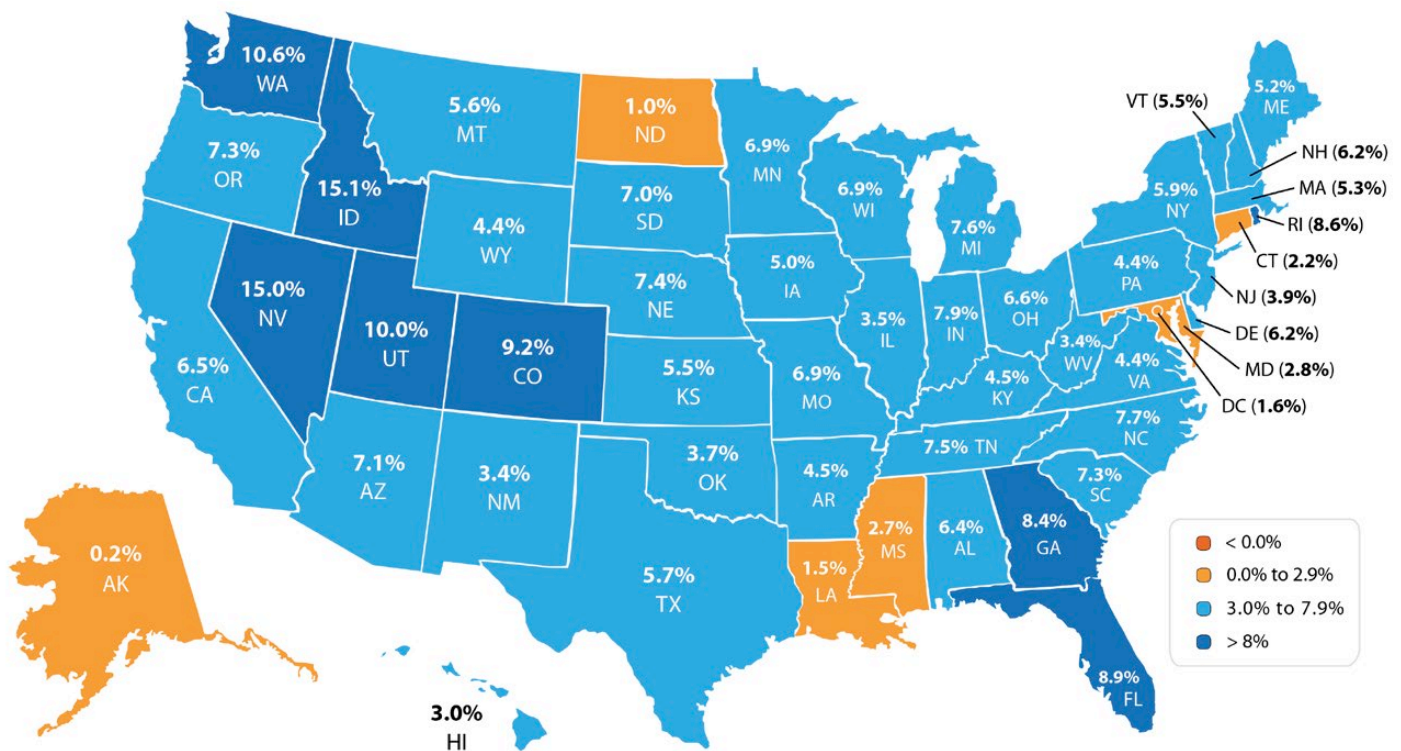 10.6%
WA
5.6%
MT
1.0%
ND
6.9%
MN
5.2%
ME
VT (5.5%)
NH (6.2%)
MA (5.3%)
RI (8.6%)
CT (2.2%)
NJ (3.9%)
DE (6.2%)
MD (2.8%)
DC (1.6%)
7.3%
OR
15.1%
ID
4.4%
WY
7.0%
SD
6.9%
WI
7.6%
MI
5.9%
NY
15.0%
NV
10.0%
UT
9.2%
CO
7.4%
NE
5.0%
IA
3.5%
IL
7.9%
IN
6.6%
OH
4.4%
PA
6.5%
CA
5.5%
KS
6.9%
MO
4.5%
KY
3.4%
WV
4.4%
VA
7.1%
AZ
3.4%
NM
3.7%
OK
4.5%
AR
7.5% TN
7.7%
NC
7.3%
SC
0.2%
AK
5.7%
TX
1.5%
LA
2.7%
MS
6.4%
AL
8.4%
GA
8.9%
FL
3.0%
HI
< 0.0%
0.0% to 2.9%
3.0% to 7.9%
> 8%